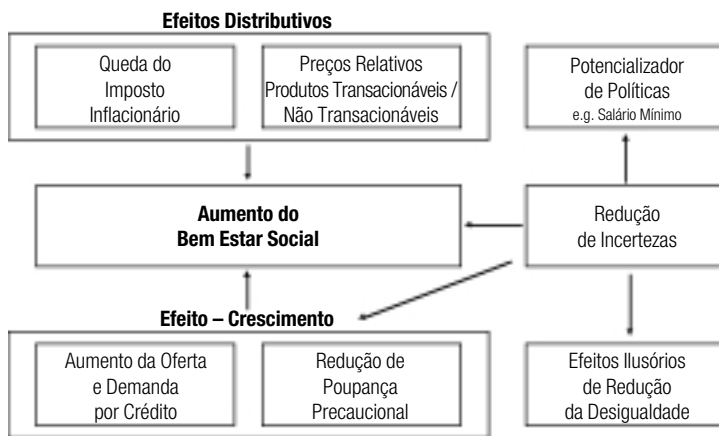 Efeitos Distributivos
Queda do
Imposto
Inflacionário
Preços Relativos
Produtos Transacionáveis /
Não Transacionáveis
Potencializador
de Políticas
e.g. Salário Mínimo
Aumento do
Bem Estar Social
Redução
de Incertezas
Efeito – Crescimento
Aumento da Oferta
e Demanda
por Crédito
Redução de
Poupança
Precaucional
Efeitos Ilusórios
de Redução
da Desigualdade